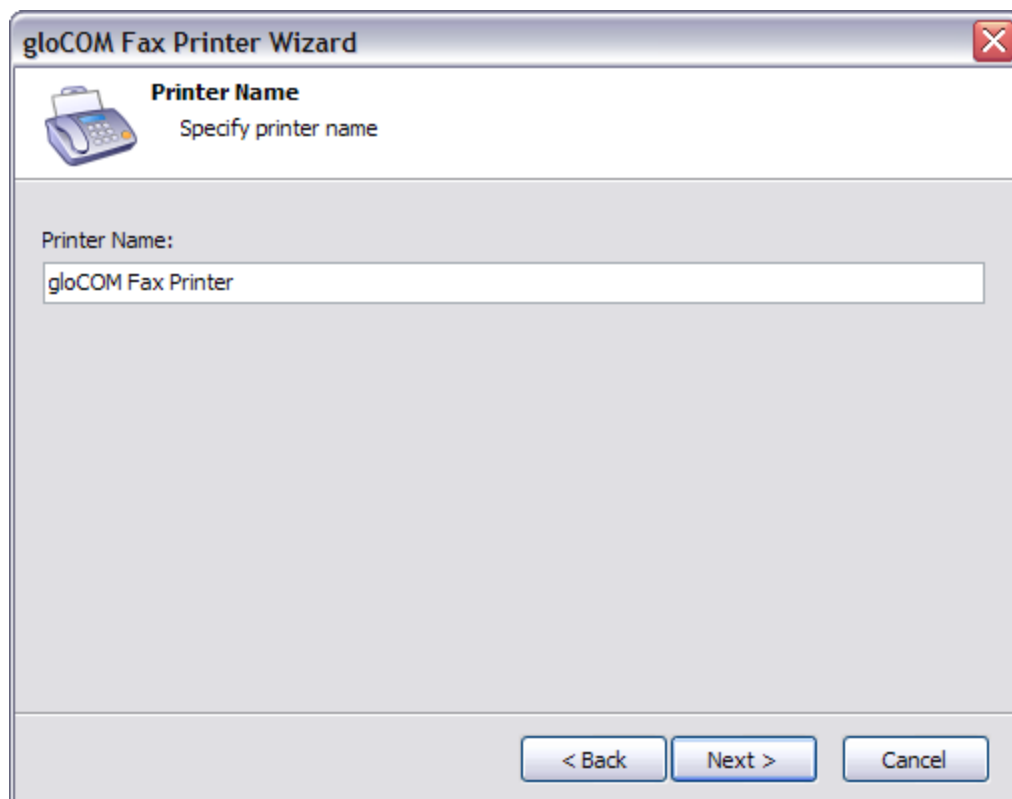 gloCOM Fax Printer Wizard
Printer Name
Specify printer name
Printer Name:
gloCOM Fax Printer
< Back Next > Cancel